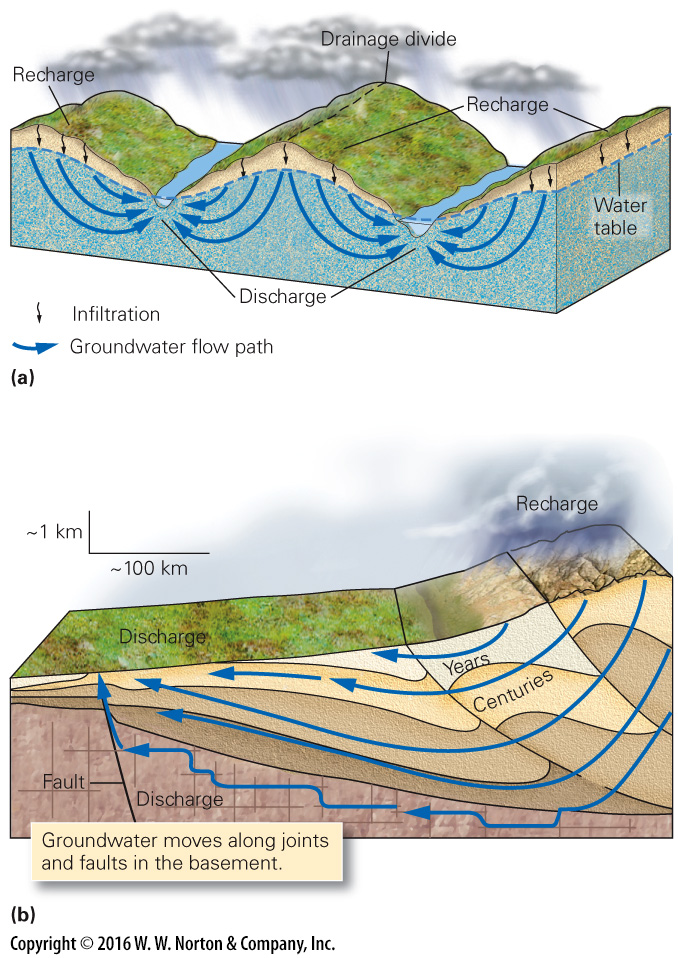 Drainage divide
Recharge
Recharge
Water
table
Discharge
Infiltration
Groundwater flow path
(a)
Recharge
~1 km
~100 km
Discharge
Years
Centuries
Fault
Discharge
Groundwater moves along joints
and faults in the basement.
(b)
Copyright © 2016 W. W. Norton & Company, Inc.